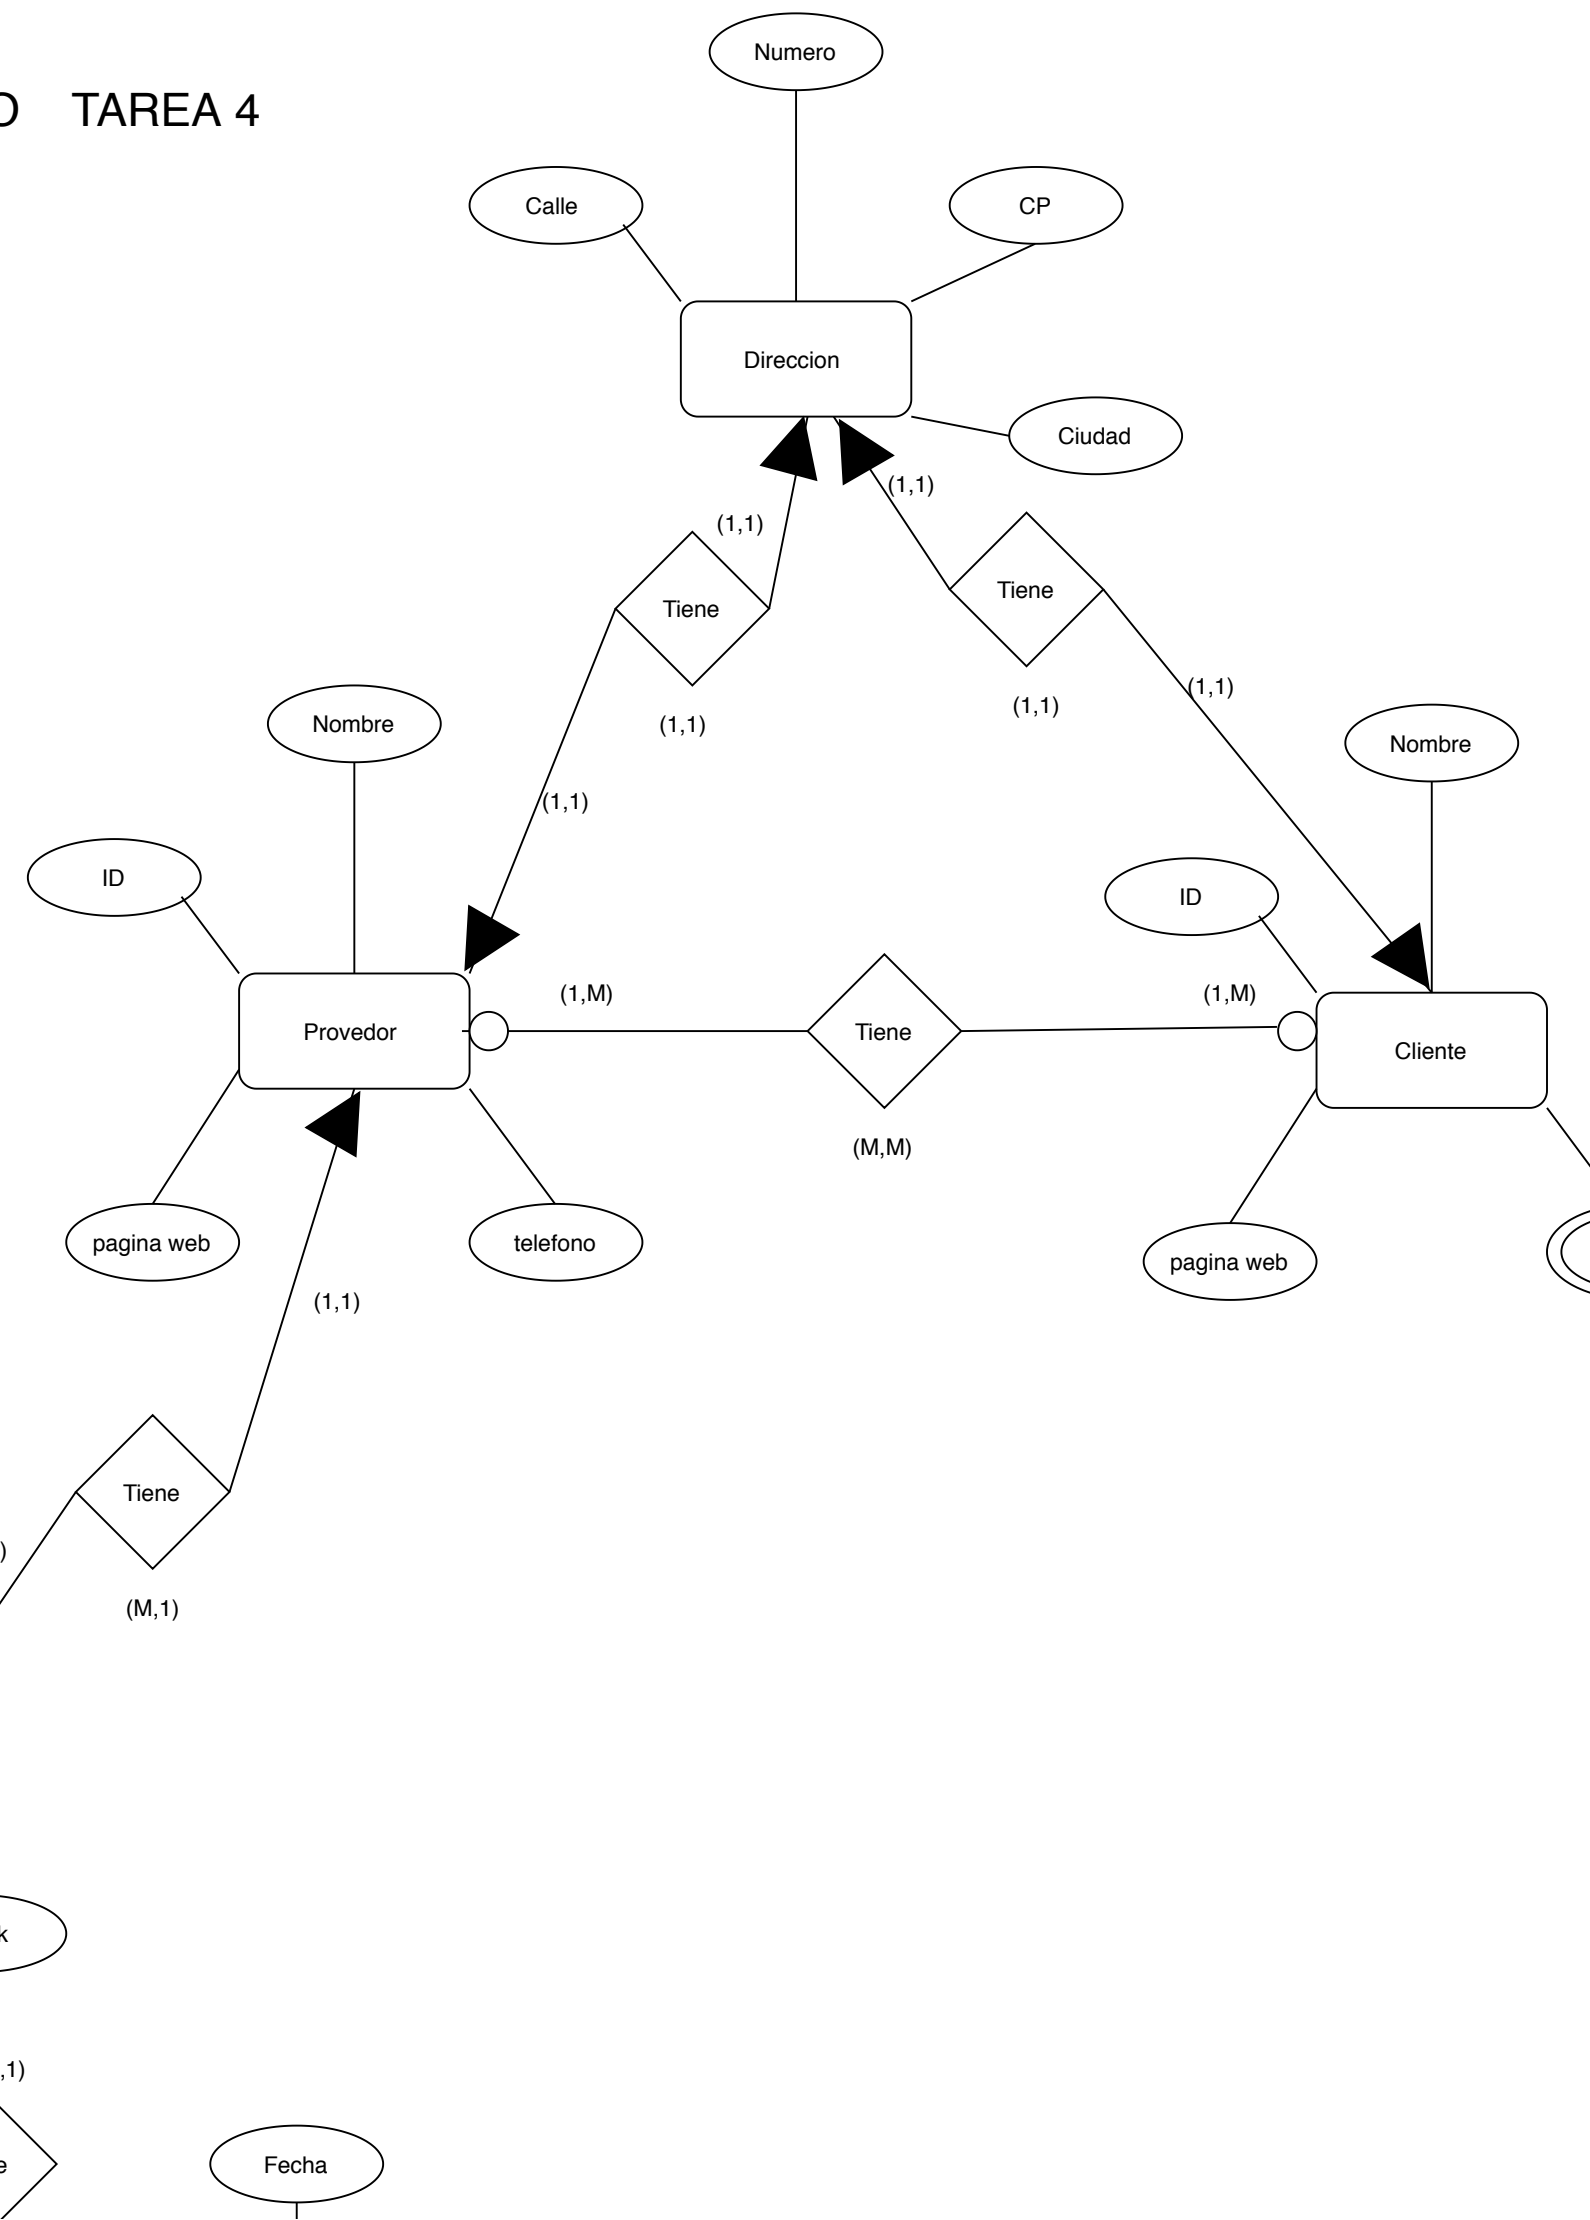 Numero
O TAREA 4
Calle
CP
Direccion
Ciudad
(1,1)
(1,1)
Tiene
Tiene
(1,1)
(1,1)
(1,1)
Nombre
Nombre
(1,1)
ID
ID
(1,M)
(1,M)
Provedor
Tiene
Cliente
(M,M)
pagina web
telefono
pagina web
(1,1)
Tiene
)
(M,1)
k
,1)
e
Fecha